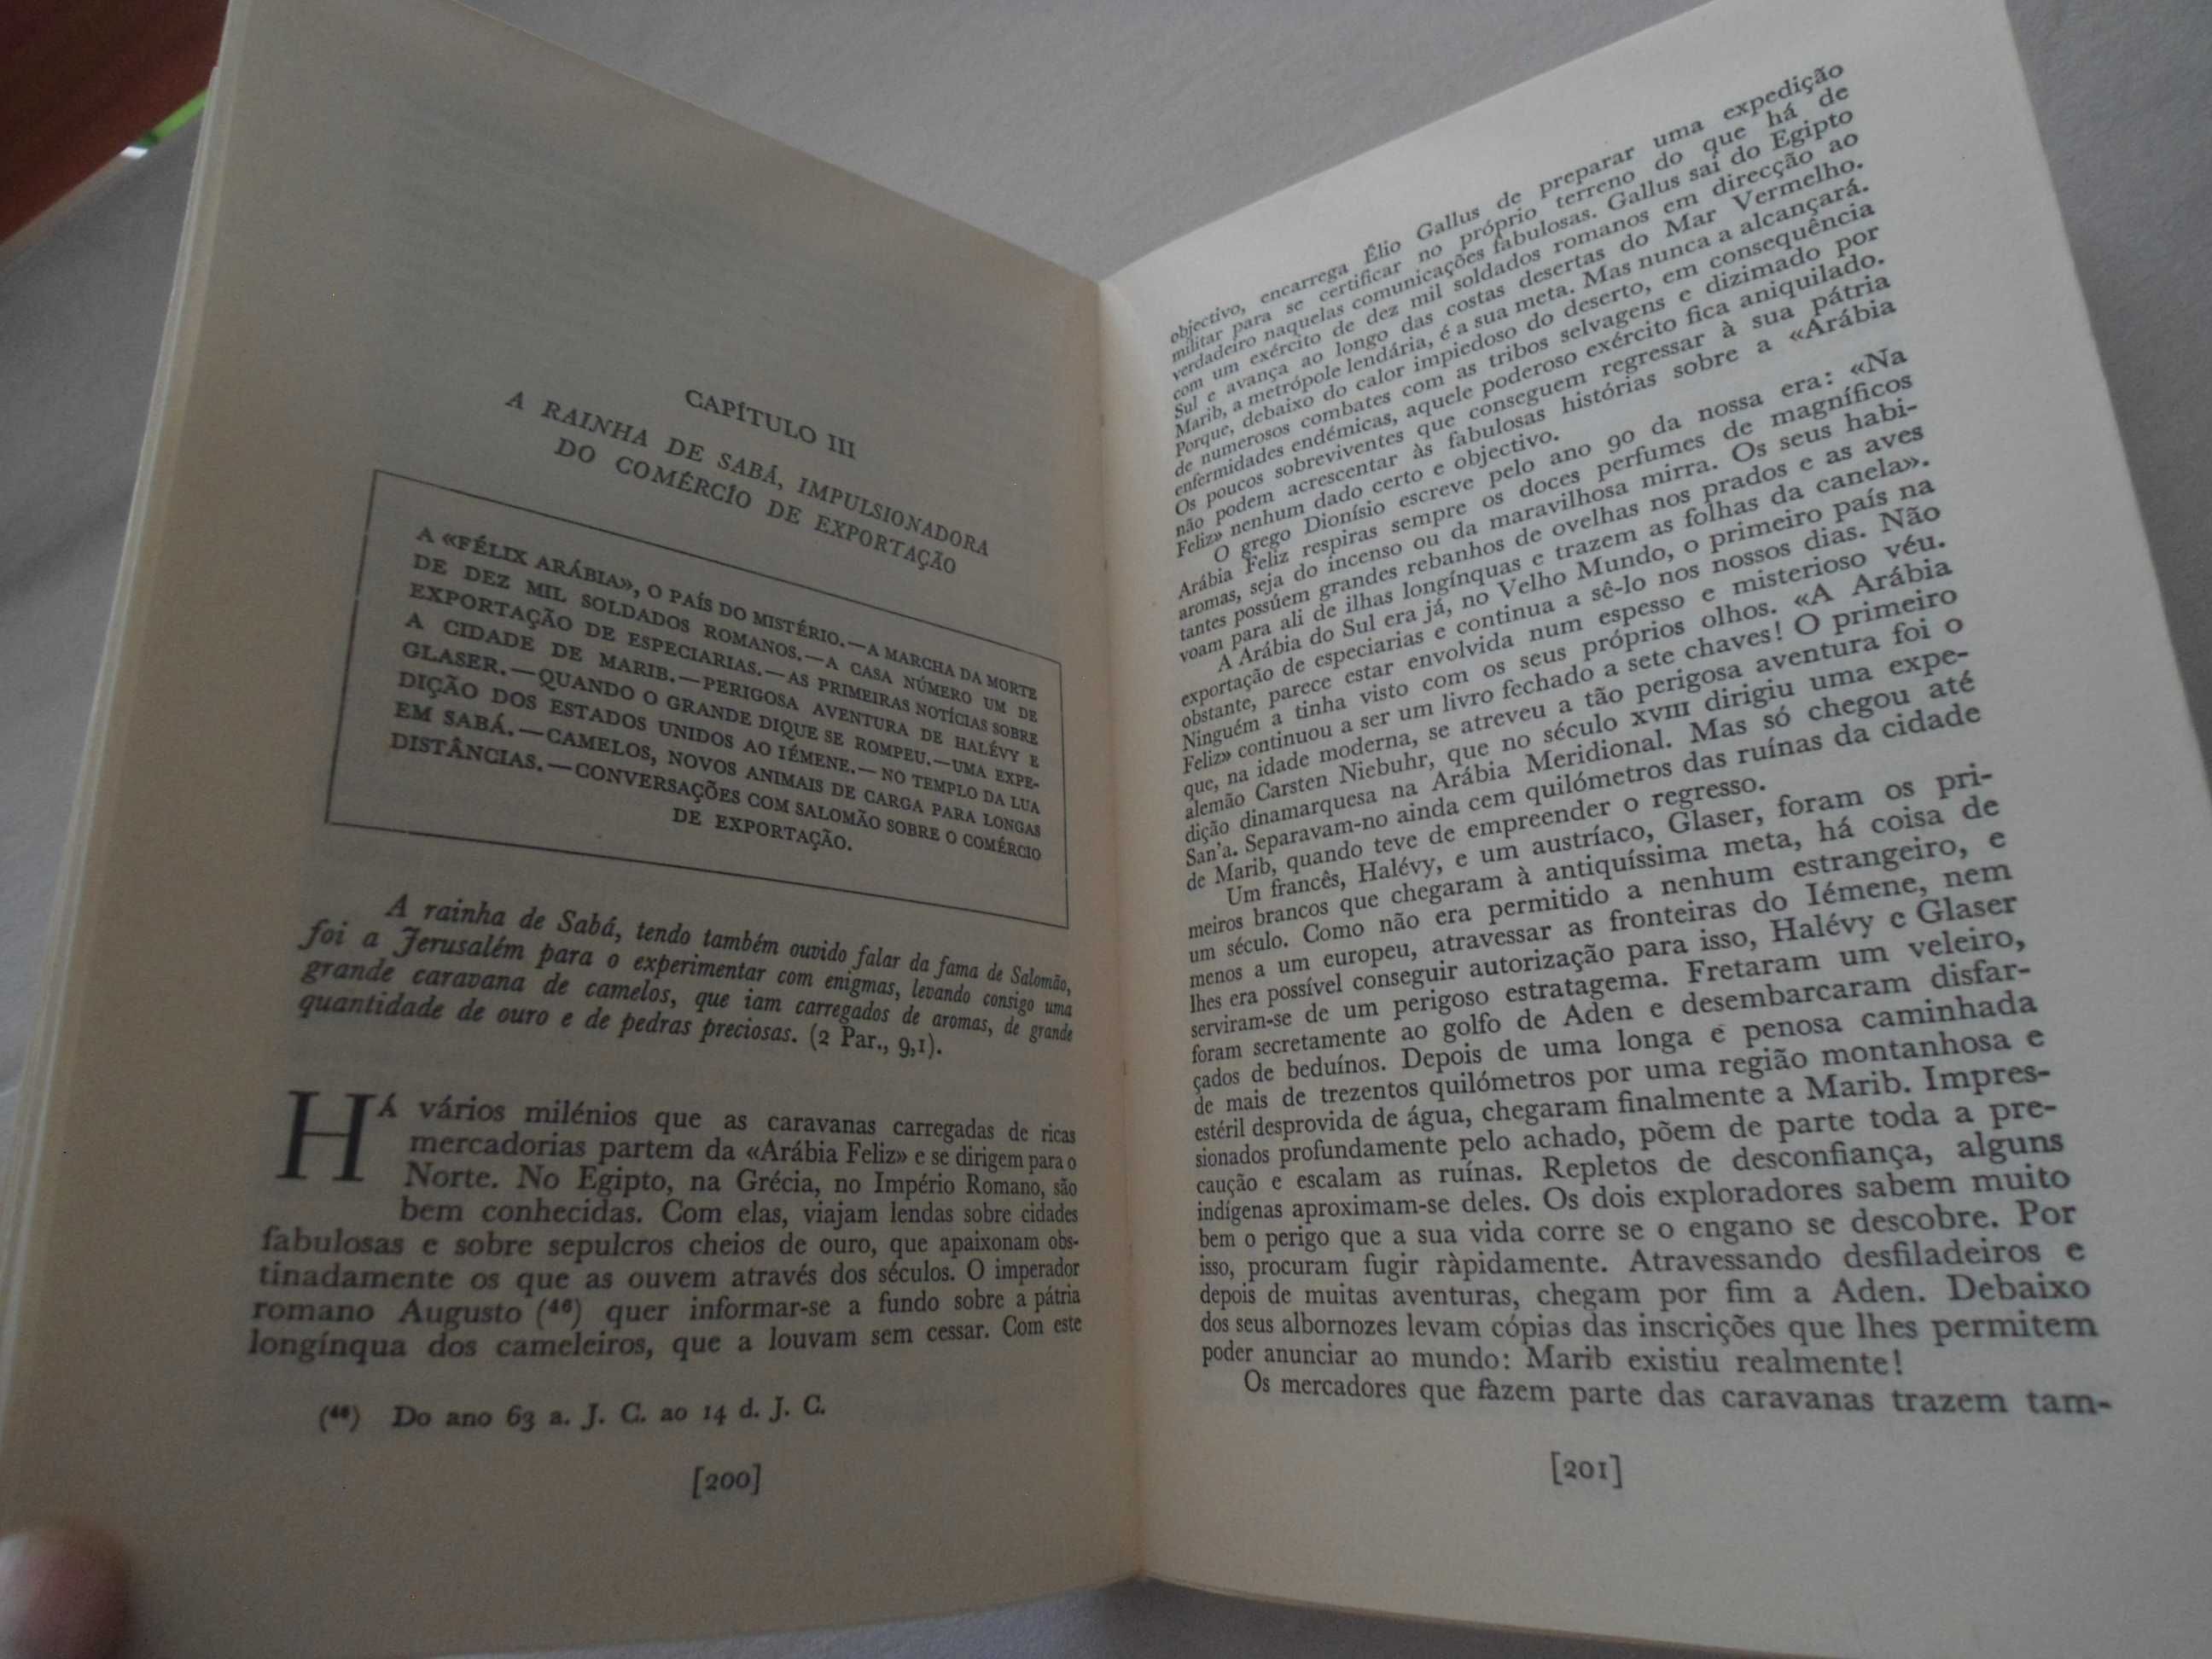 CAPÍTULO III
A RAINHA DE SABÁ, IMPULSIONADORA
DO COMÉRCIO DE EXPORTAÇÃO
A «FÉLIX ARÁBIA», O PAÍS DO MISTÉRIO.—A MARCHA DA MORTE
DE DEZ MIL SOLDADOS ROMANOS.—A CASA NÚMERO UM DE
EXPORTAÇÃO DE ESPECIARIAS.—AS PRIMEIRAS NOTÍCIAS SOBRE
A CIDADE DE MARIB.—PERIGOSA AVENTURA DE HALÉVY E
GLASER.—QUANDO O GRANDE DIQUE SE ROMPEU.—UMA EXPE-
DIÇÃO DOS ESTADOS UNIDOS AO IÉMENE.—NO TEMPLO DA LUA
EM SABÁ.—CAMELOS, NOVOS ANIMAIS DE CARGA PARA LONGAS
DISTÂNCIAS.—CONVERSAÇÕES COM SALOMÃO SOBRE O COMÉRCIO
DE EXPORTAÇÃO.
A rainha de Sabá, tendo também ouvido falar da fama de Salomão,
foi a Jerusalém para o experimentar com enigmas, levando consigo uma
grande caravana de camelos, que iam carregados de aromas, de grande
quantidade de ouro e de pedras preciosas. (2 Par., 9,1).
HÁ vários milénios que as caravanas carregadas de ricas
mercadorias partem da «Arábia Feliz» e se dirigem para o
Norte. No Egipto, na Grécia, no Império Romano, são
bem conhecidas. Com elas, viajam lendas sobre cidades
fabulosas e sobre sepulcros cheios de ouro, que apaixonam obs-
tinadamente os que as ouvem através dos séculos. O imperador
romano Augusto (46) quer informar-se a fundo sobre a pátria
longínqua dos cameleiros, que a louvam sem cessar. Com este
(46) Do ano 63 a. J. C. ao 14 d. J. C.
[200]
objectivo, encarrega Élio Gallus de preparar uma expedição
militar para se certificar no próprio terreno do que há de
verdadeiro naquelas comunicações fabulosas. Gallus sai do Egipto
com um exército de dez mil soldados romanos em direcção ao
Sul e avança ao longo das costas desertas do Mar Vermelho.
Marib, a metrópole lendária, é a sua meta. Mas nunca a alcançará.
Porque, debaixo do calor impiedoso do deserto, em consequência
de numerosos combates com as tribos selvagens e dizimado por
enfermidades endémicas, aquele poderoso exército fica aniquilado.
Os poucos sobreviventes que conseguem regressar à sua pátria
não podem acrescentar às fabulosas histórias sobre a «Arábia
Feliz» nenhum dado certo e objectivo.
O grego Dionísio escreve pelo ano 90 da nossa era: «Na
Arábia Feliz respiras sempre os doces perfumes de magníficos
aromas, seja do incenso ou da maravilhosa mirra. Os seus habi-
tantes possúem grandes rebanhos de ovelhas nos prados e as aves
voam para ali de ilhas longínquas e trazem as folhas da canela».
A Arábia do Sul era já, no Velho Mundo, o primeiro país na
exportação de especiarias e continua a sê-lo nos nossos dias. Não
obstante, parece estar envolvida num espesso e misterioso véu.
Ninguém a tinha visto com os seus próprios olhos. «A Arábia
Feliz» continuou a ser um livro fechado a sete chaves! O primeiro
que, na idade moderna, se atreveu a tão perigosa aventura foi o
alemão Carsten Niebuhr, que no século XVIII dirigiu uma expe-
dição dinamarquesa na Arábia Meridional. Mas só chegou até
San'a. Separavam-no ainda cem quilómetros das ruínas da cidade
de Marib, quando teve de empreender o regresso.
Um francês, Halévy, e um austríaco, Glaser, foram os pri-
meiros brancos que chegaram à antiquíssima meta, há coisa de
um século. Como não era permitido a nenhum estrangeiro, e
menos a um europeu, atravessar as fronteiras do Iémene, nem
lhes era possível conseguir autorização para isso, Halévy e Glaser
serviram-se de um perigoso estratagema. Fretaram um veleiro,
foram secretamente ao golfo de Aden e desembarcaram disfar-
çados de beduínos. Depois de uma longa e penosa caminhada
de mais de trezentos quilómetros por uma região montanhosa e
estéril desprovida de água, chegaram finalmente a Marib. Impres-
sionados profundamente pelo achado, põem de parte toda a pre-
caução e escalam as ruínas. Repletos de desconfiança, alguns
indígenas aproximam-se deles. Os dois exploradores sabem muito
bem o perigo que a sua vida corre se o engano se descobre. Por
isso, procuram fugir ràpidamente. Atravessando desfiladeiros e
depois de muitas aventuras, chegam por fim a Aden. Debaixo
dos seus albornozes levam cópias das inscrições que lhes permitem
poder anunciar ao mundo: Marib existiu realmente!
Os mercadores que fazem parte das caravanas trazem tam-
[201]